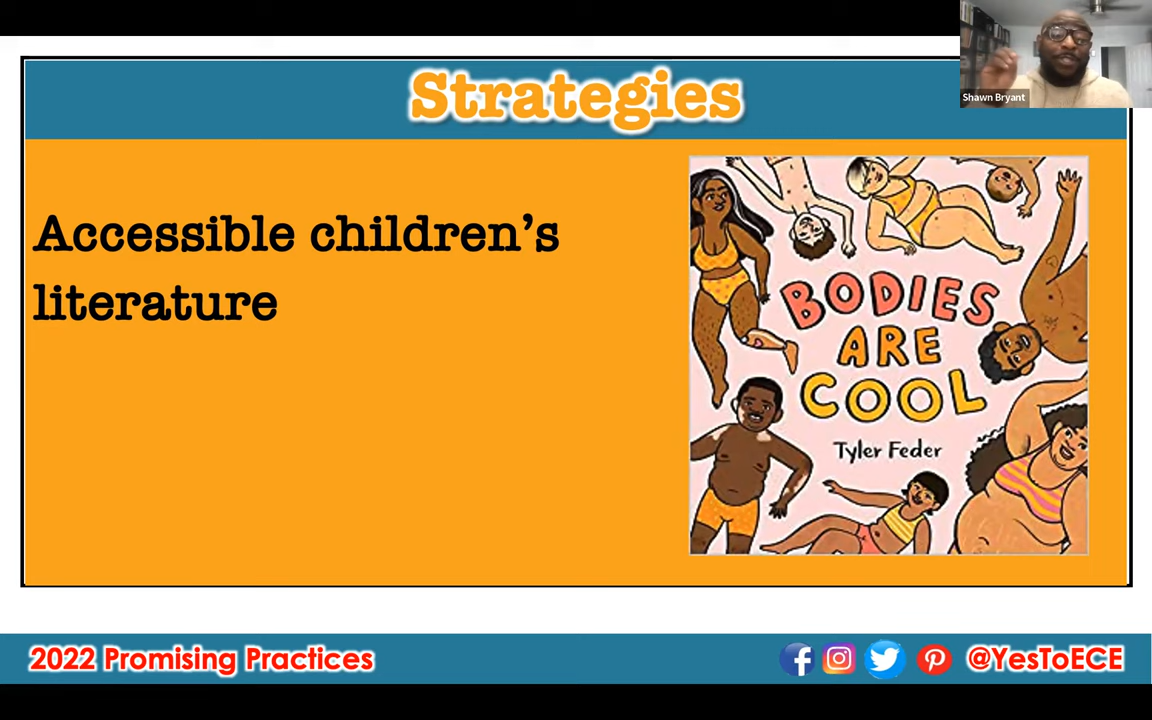 Strategies
Shawn Bryant
Accessible children’s
literature
BODIES
ARE
COOL
Tyler Feder
2022 Promising Practices
@YesToECE